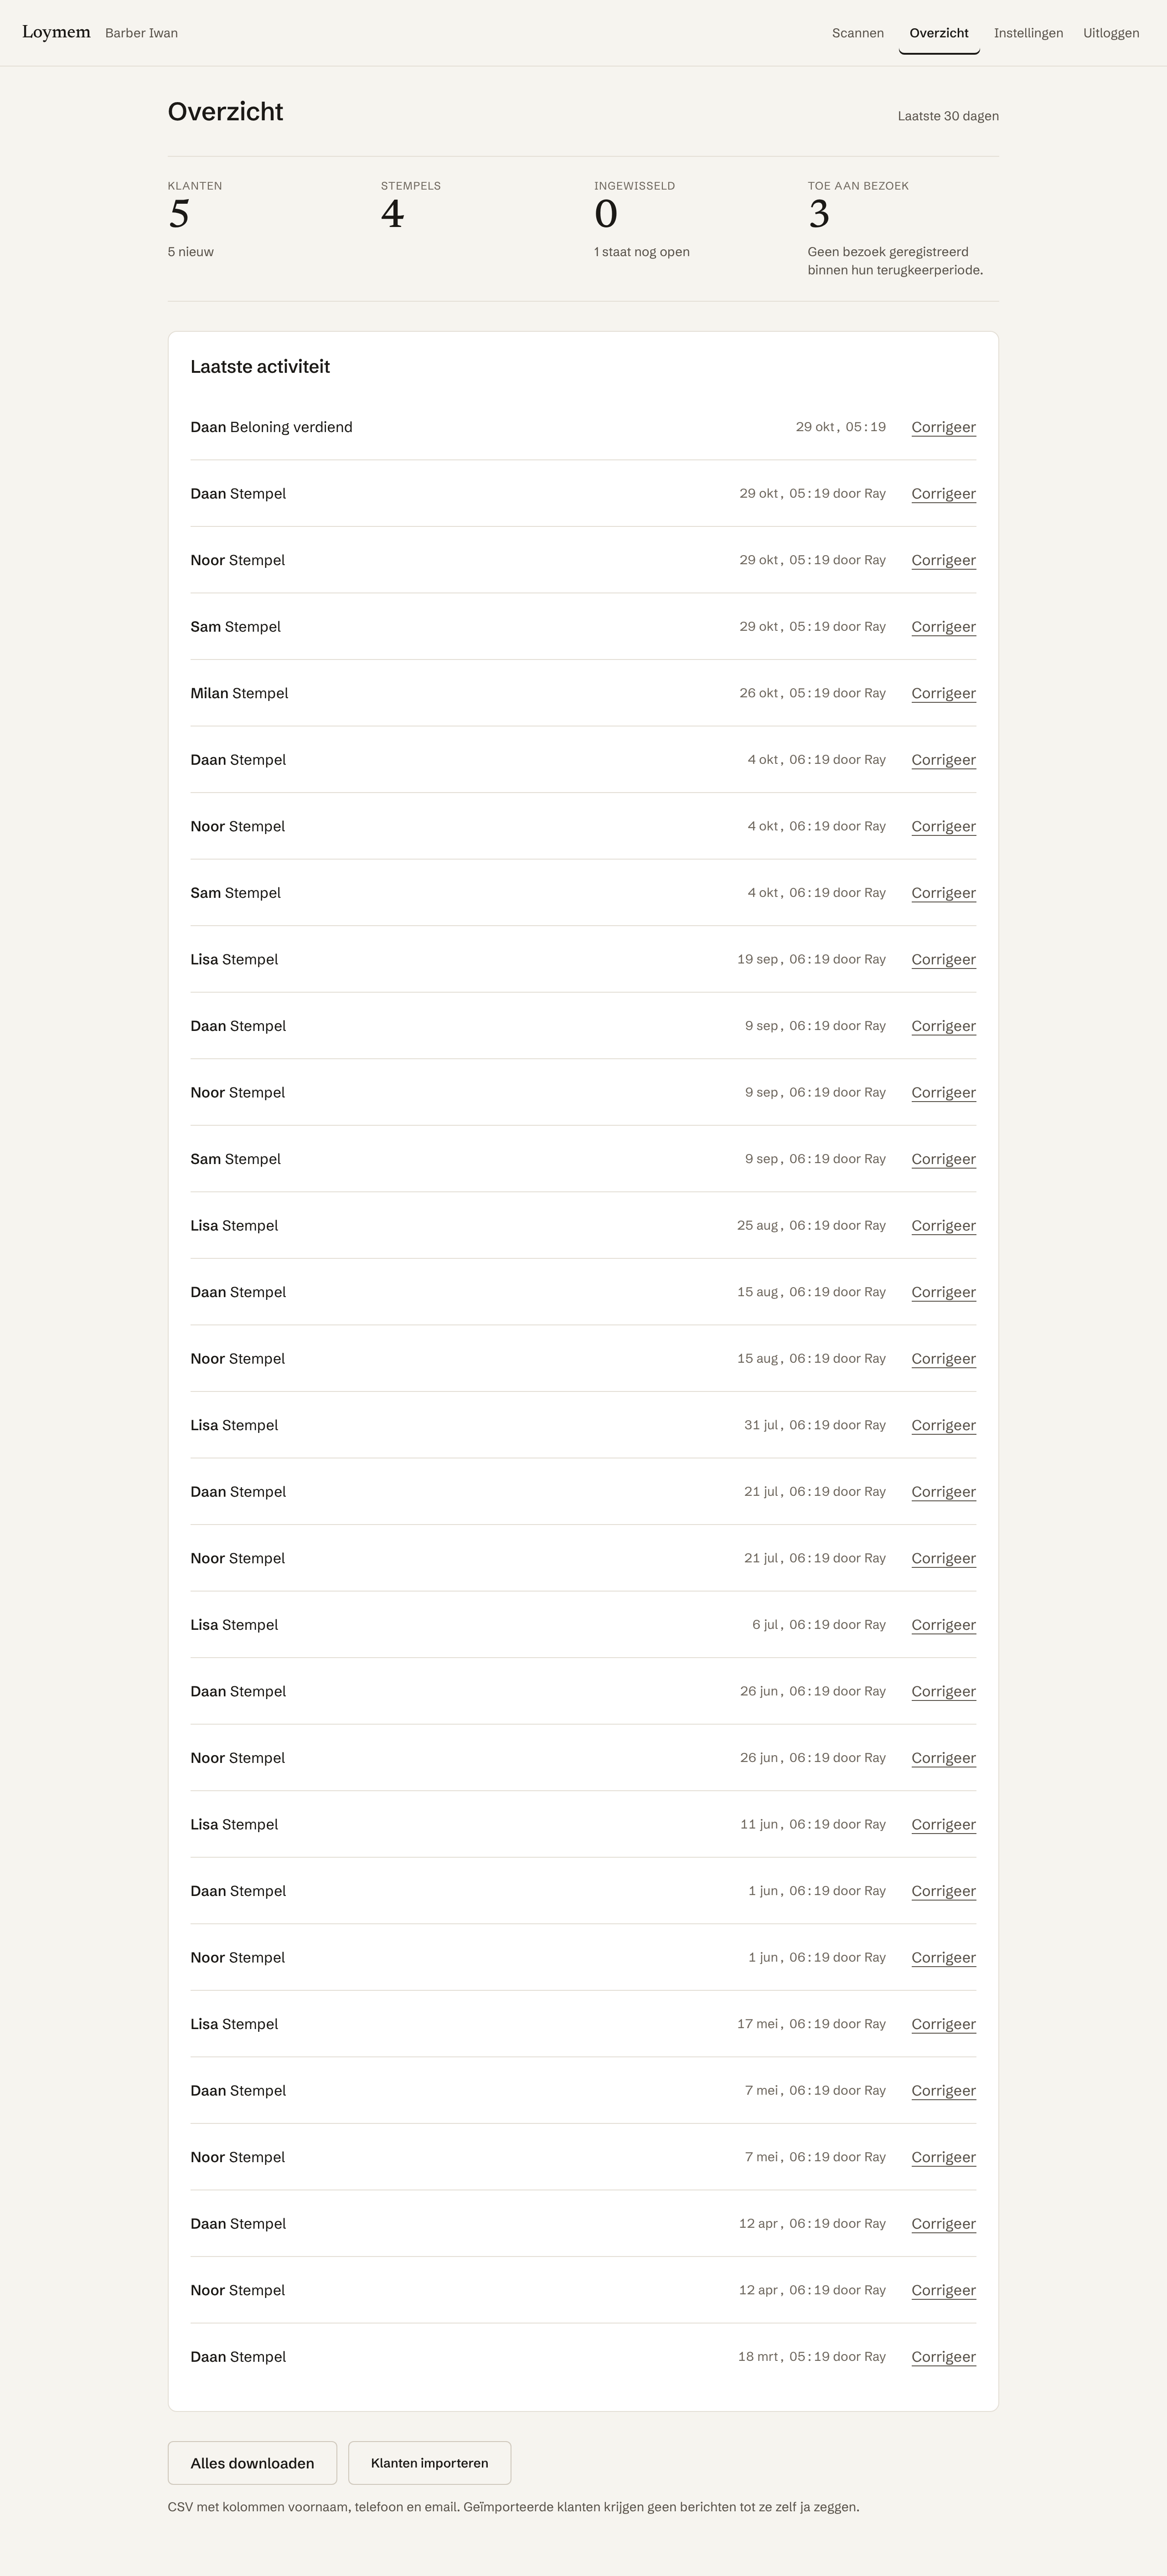 Loymem Barber Iwan Scannen Overzicht Instellingen Uitloggen
Overzicht Laatste 30 dagen
KLANTEN STEMPELS INGEWISSELD TOE AAN BEZOEK
5 4 0 3
5 nieuw 1 staat nog open Geen bezoek geregistreerd
binnen hun terugkeerperiode.
Laatste activiteit
Daan Beloning verdiend 29 okt, 05:19 Corrigeer
Daan Stempel 29 okt, 05:19 door Ray Corrigeer
Noor Stempel 29 okt, 05:19 door Ray Corrigeer
Sam Stempel 29 okt, 05:19 door Ray Corrigeer
Milan Stempel 26 okt, 05:19 door Ray Corrigeer
Daan Stempel 4 okt, 06:19 door Ray Corrigeer
Noor Stempel 4 okt, 06:19 door Ray Corrigeer
Sam Stempel 4 okt, 06:19 door Ray Corrigeer
Lisa Stempel 19 sep, 06:19 door Ray Corrigeer
Daan Stempel 9 sep, 06:19 door Ray Corrigeer
Noor Stempel 9 sep, 06:19 door Ray Corrigeer
Sam Stempel 9 sep, 06:19 door Ray Corrigeer
Lisa Stempel 25 aug, 06:19 door Ray Corrigeer
Daan Stempel 15 aug, 06:19 door Ray Corrigeer
Noor Stempel 15 aug, 06:19 door Ray Corrigeer
Lisa Stempel 31 jul, 06:19 door Ray Corrigeer
Daan Stempel 21 jul, 06:19 door Ray Corrigeer
Noor Stempel 21 jul, 06:19 door Ray Corrigeer
Lisa Stempel 6 jul, 06:19 door Ray Corrigeer
Daan Stempel 26 jun, 06:19 door Ray Corrigeer
Noor Stempel 26 jun, 06:19 door Ray Corrigeer
Lisa Stempel 11 jun, 06:19 door Ray Corrigeer
Daan Stempel 1 jun, 06:19 door Ray Corrigeer
Noor Stempel 1 jun, 06:19 door Ray Corrigeer
Lisa Stempel 17 mei, 06:19 door Ray Corrigeer
Daan Stempel 7 mei, 06:19 door Ray Corrigeer
Noor Stempel 7 mei, 06:19 door Ray Corrigeer
Daan Stempel 12 apr, 06:19 door Ray Corrigeer
Noor Stempel 12 apr, 06:19 door Ray Corrigeer
Daan Stempel 18 mrt, 05:19 door Ray Corrigeer
Alles downloaden Klanten importeren
CSV met kolommen voornaam, telefoon en email. Geïmporteerde klanten krijgen geen berichten tot ze zelf ja zeggen.